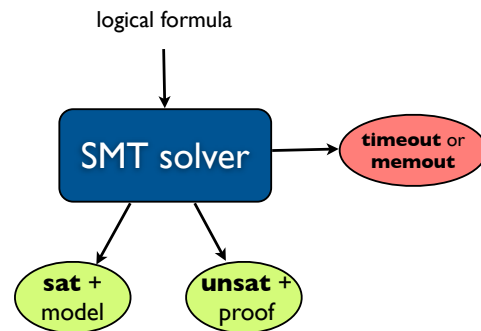 logical formula
SMT solver
timeout or
memout
sat +
model
unsat +
proof